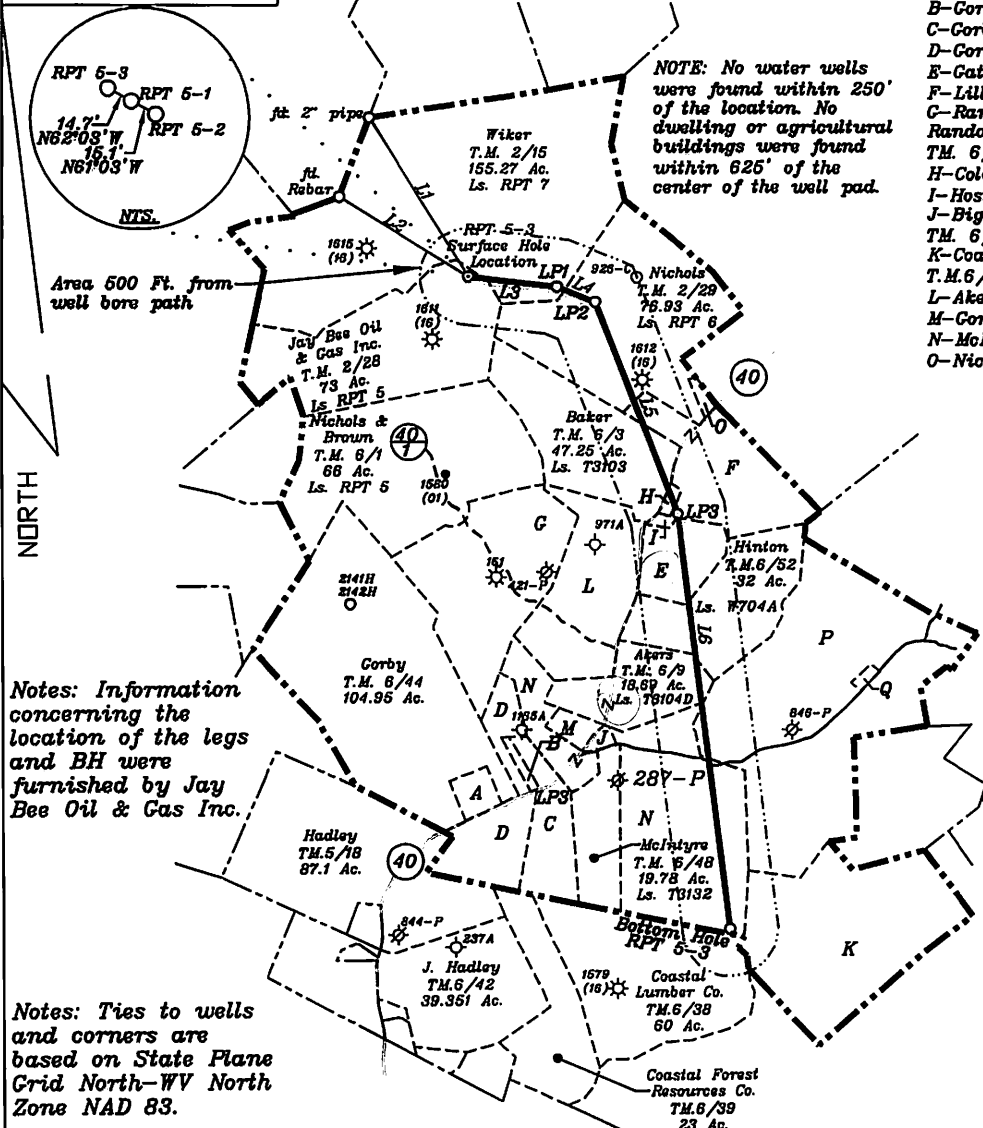 RPT 5-3
RPT 5-1
RPT 5-2
14.7'
N62°03'W
15.1'
N61°03'W
NTS.
fd. 2" pipe
fd.
Rebar
Wiker
T.M. 2/15
155.27 Ac.
Ls. RPT 7
NOTE: No water wells
were found within 250'
of the location. No
dwelling or agricultural
buildings were found
within 625' of the
center of the well pad.
B-Gor
C-Gor
D-Gor
E-Gat
F-Lill
G-Ran
Rando
TM. 6/
H-Col
I-Hos
J-Big
TM. 6/
K-Coa
T.M.6/
L-Ake
M-Gor
N-McI
O-Nic
L1
L2
1615
(16)
RPT 5-3
Surface Hole
Location
LP1
L3
L4
LP2
926-O
Nichols
T.M. 2/29
76.93 Ac.
Ls RPT 6
Area 500 Ft. from
well bore path
1611
(16)
Jay Bee Oil
& Gas Inc.
T.M. 2/28
73 Ac.
Ls RPT 5
1612
(16)
L5
40
N
O
F
Nichols &
Brown
T.M. 6/1
66 Ac.
Ls. RPT 5
40
1
1580
(01)
Baker
T.M. 6/3
47.25 Ac.
Ls. T3103
NORTH
H
LP3
I
G
971A
E
L
161
421-P
Hinton
T.M.6/52
32 Ac.
Ls. W704A
L6
P
Q
2141H
2142H
Gorby
T.M. 6/44
104.95 Ac.
Akers
T.M. 6/9
18.69 Ac.
Ls. T8104D
846-P
N
D
1165A
M
B
J
N
N
Notes: Information
concerning the
location of the legs
and BH were
furnished by Jay
Bee Oil & Gas Inc.
A
LP3
287-P
D
C
N
Hadley
TM.5/18
87.1 Ac.
40
McIntyre
T.M. 6/48
19.78 Ac.
Ls. T3132
Bottom Hole
RPT 5-3
K
844-P
237A
J. Hadley
TM.6/42
39.351 Ac.
1579
(16)
Coastal
Lumber Co.
TM.6/38
60 Ac.
Notes: Ties to wells
and corners are
based on State Plane
Grid North-WV North
Zone NAD 83.
Coastal Forest
Resources Co.
TM.6/39
23 Ac.